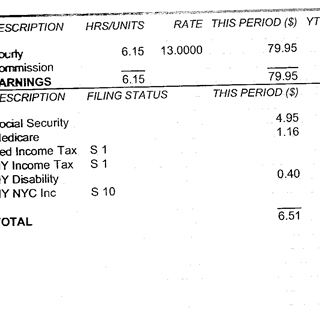 ESCRIPTION HRS/UNITS RATE THIS PERIOD ($) YT
ourly 6.15 13.0000 79.95
ommission
ARNINGS 6.15 79.95
ESCRIPTION FILING STATUS THIS PERIOD ($)
ocial Security 4.95
edicare 1.16
ed Income Tax S 1
Y Income Tax S 1
Y Disability 0.40
Y NYC Inc S 10
OTAL 6.51